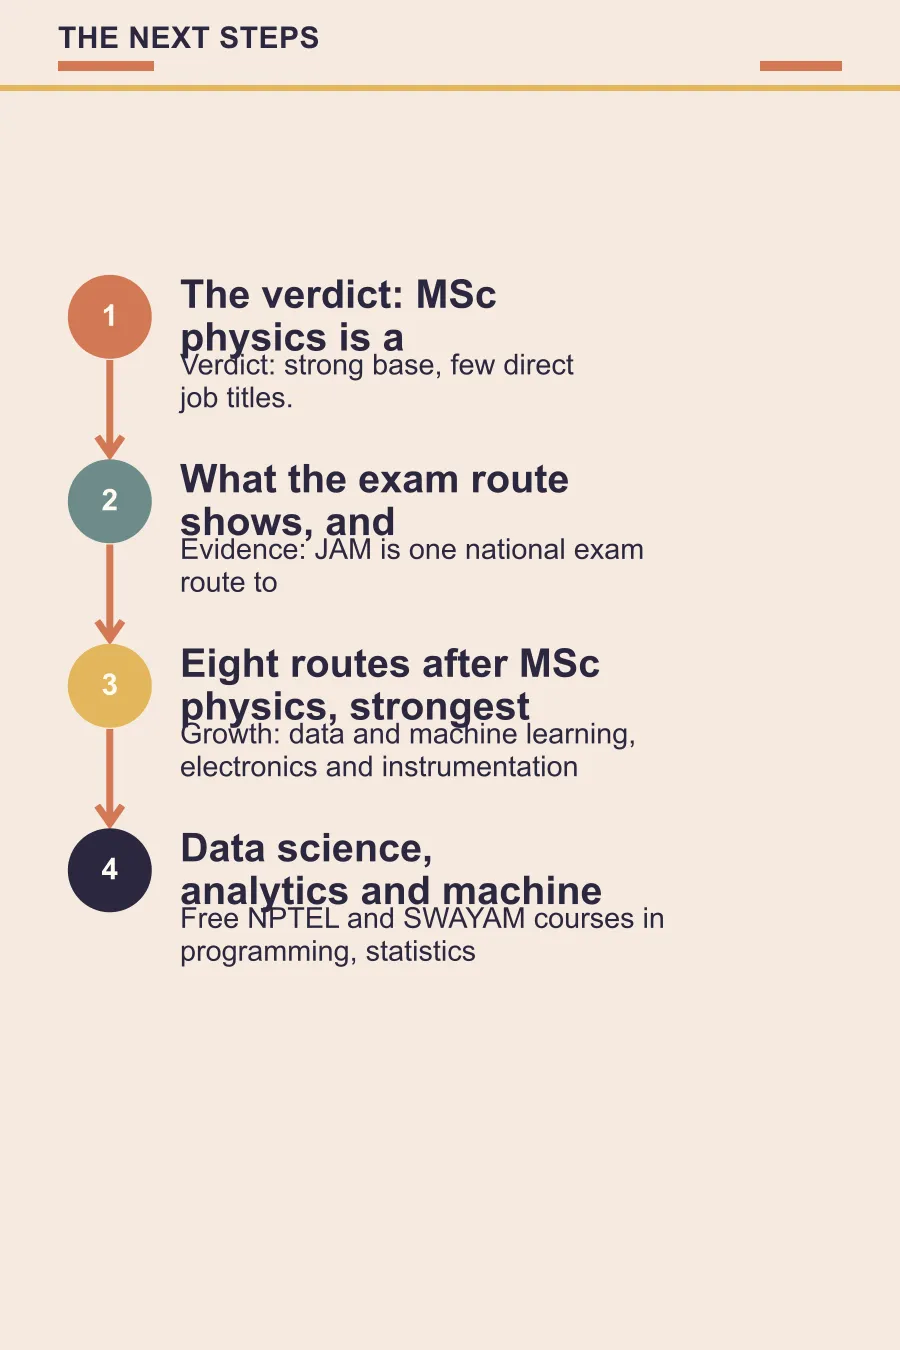 THE NEXT STEPS
1
The verdict: MSc
physics is a
Verdict: strong base, few direct
job titles.
2
What the exam route
shows, and
Evidence: JAM is one national exam
route to
3
Eight routes after MSc
physics, strongest
Growth: data and machine learning,
electronics and instrumentation
4
Data science,
analytics and machine
Free NPTEL and SWAYAM courses in
programming, statistics